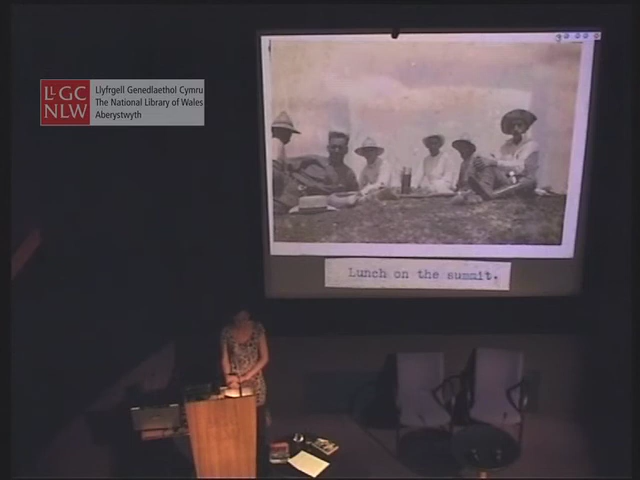 LLGC
NLW
Llyfrgell Genedlaethol Cymru
The National Library of Wales
Aberystwyth
Lunch on the summit.